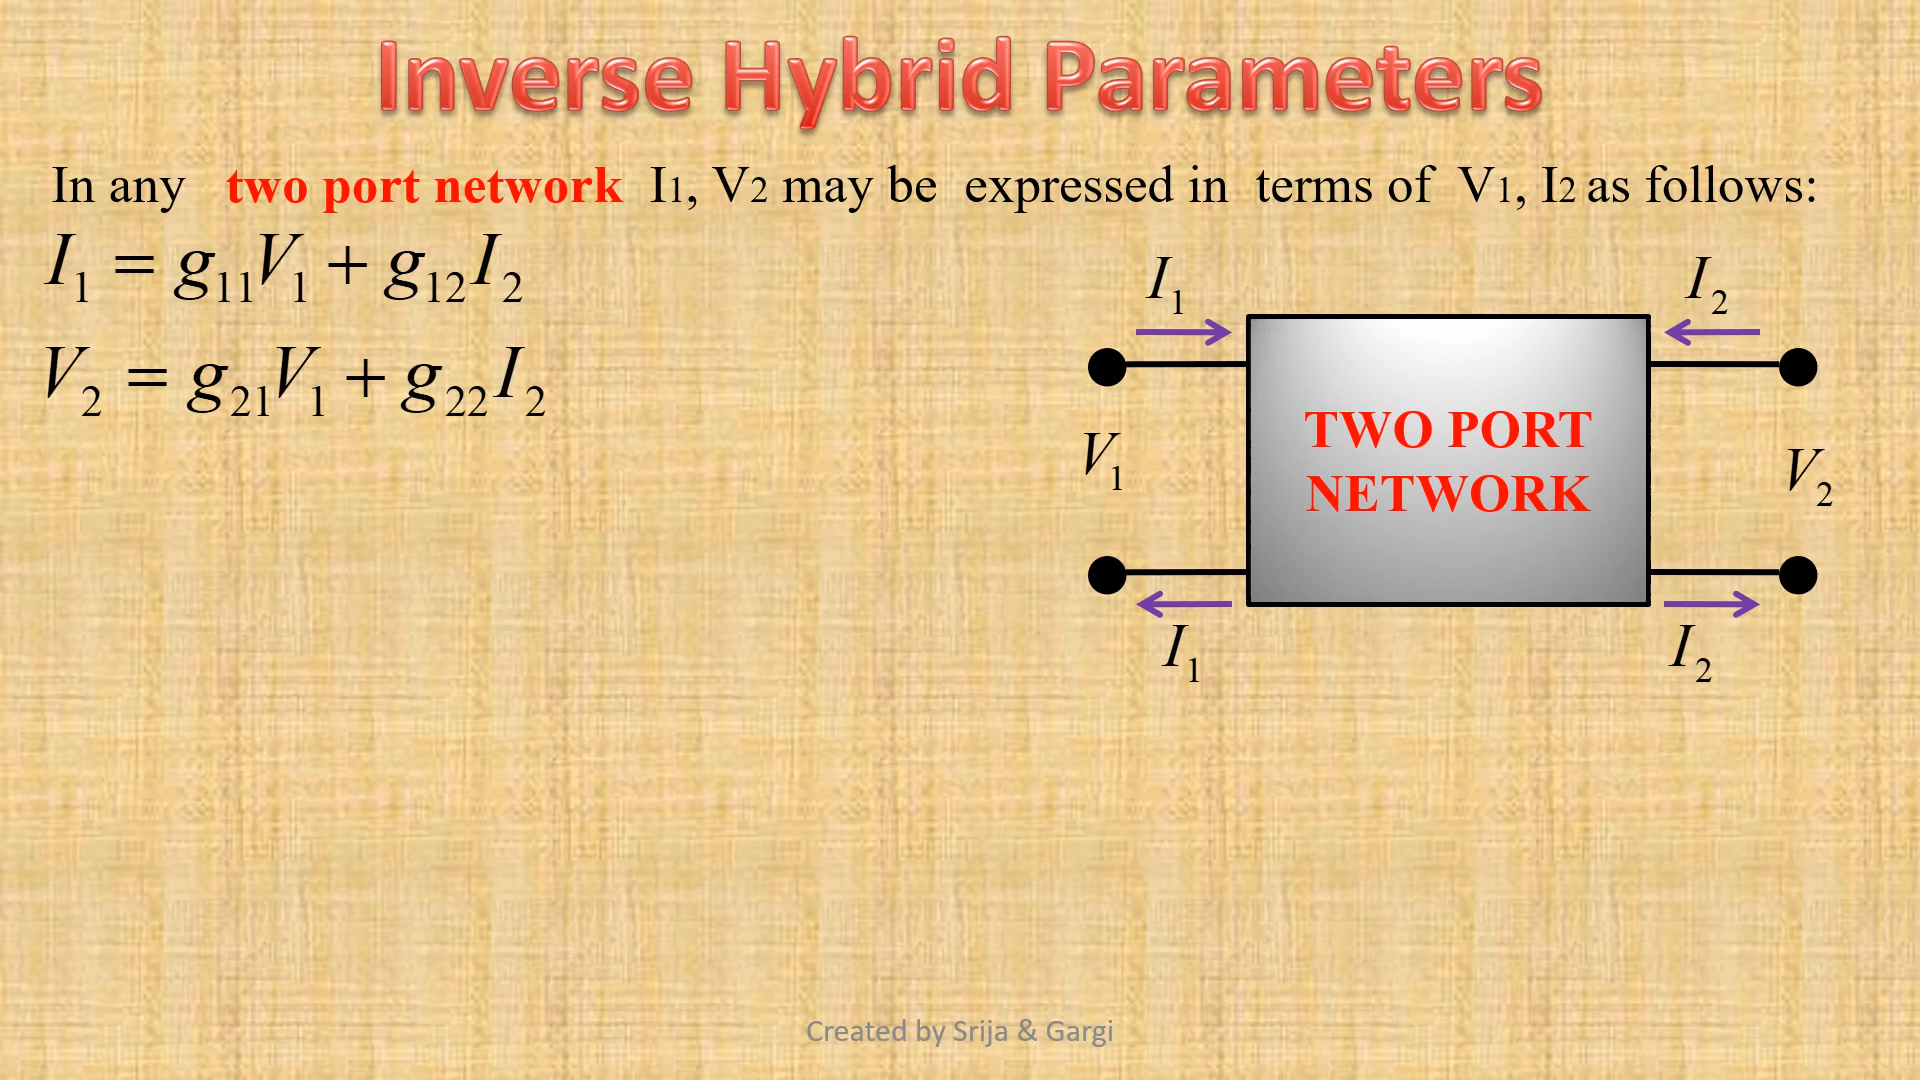 Inverse Hybrid Parameters
In any two port network I1, V2 may be expressed in terms of V1, I2 as follows:
I₁ = g₁₁V₁ + g₁₂I₂
V₂ = g₂₁V₁ + g₂₂I₂
I₁ I₂
TWO PORT
NETWORK
V₁ V₂
I₁ I₂
Created by Srija & Gargi